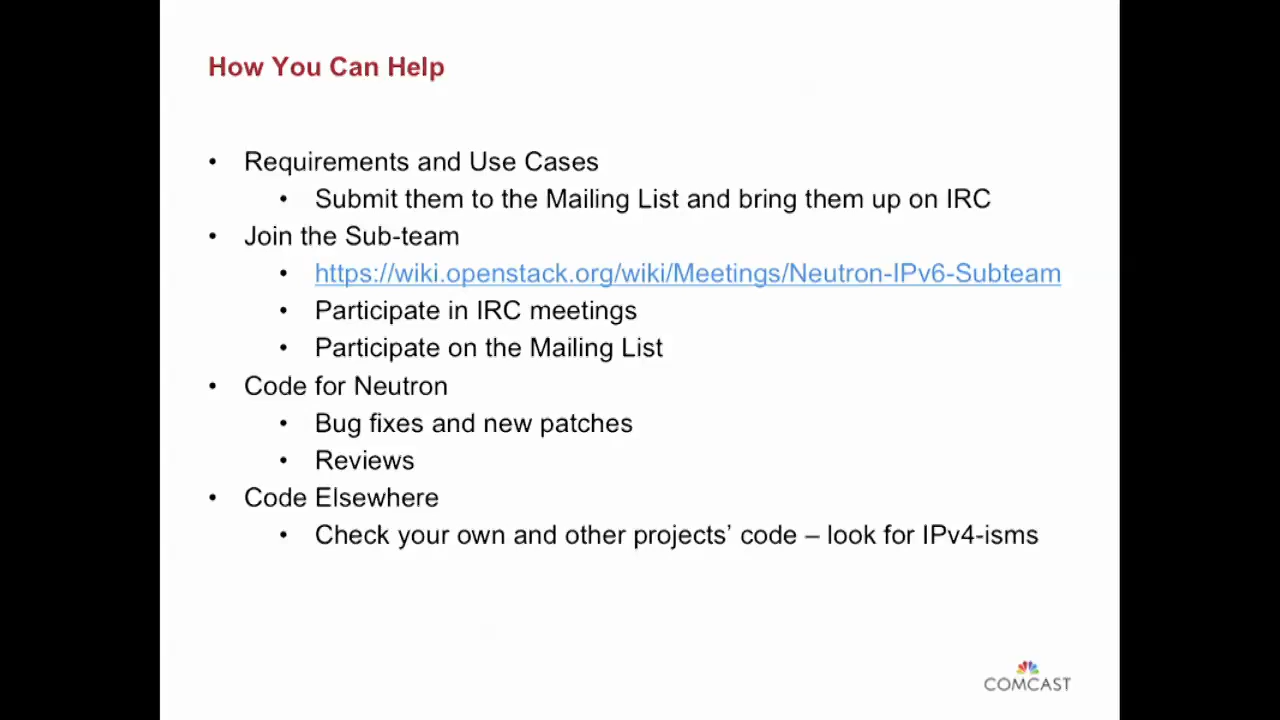 How You Can Help
• Requirements and Use Cases
• Submit them to the Mailing List and bring them up on IRC
• Join the Sub-team
• https://wiki.openstack.org/wiki/Meetings/Neutron-IPv6-Subteam
• Participate in IRC meetings
• Participate on the Mailing List
• Code for Neutron
• Bug fixes and new patches
• Reviews
• Code Elsewhere
• Check your own and other projects’ code – look for IPv4-isms
COMCAST